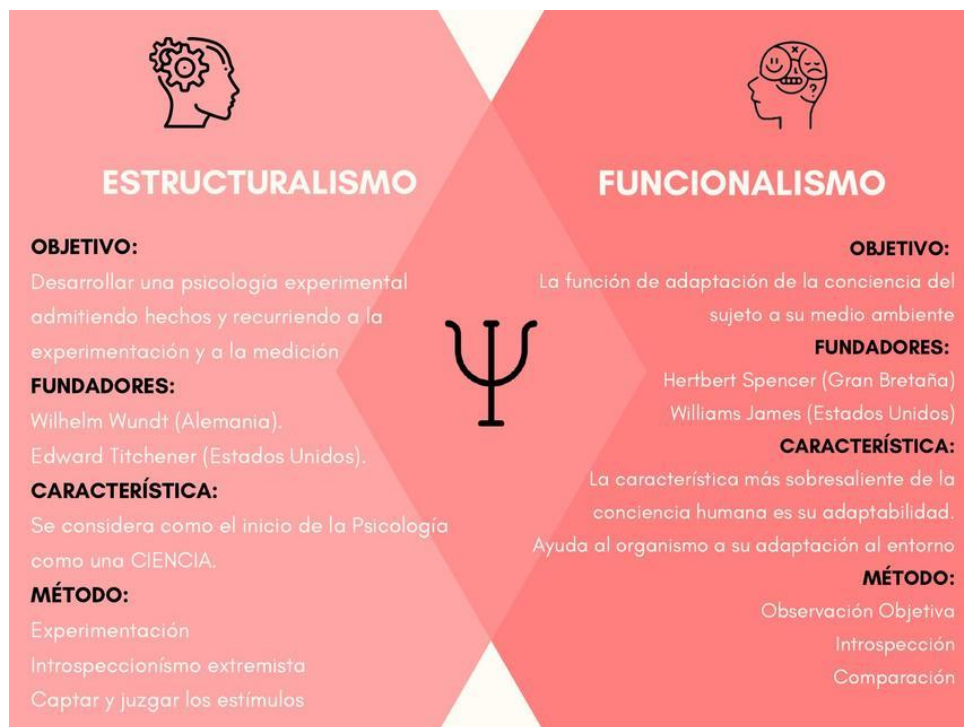 ESTRUCTURALISMO
OBJETIVO:
Desarrollar una psicología experimental
admitiendo hechos y recurriendo a la
experimentación y a la medición
FUNDADORES:
Wilhelm Wundt (Alemania).
Edward Titchener (Estados Unidos).
CARACTERÍSTICA:
Se considera como el inicio de la Psicología
como una CIENCIA.
MÉTODO:
Experimentación
Introspeccionísmo extremista
Captar y juzgar los estímulos
Ψ
FUNCIONALISMO
OBJETIVO:
La función de adaptación de la conciencia del
sujeto a su medio ambiente
FUNDADORES:
Hertbert Spencer (Gran Bretaña)
Williams James (Estados Unidos)
CARACTERÍSTICA:
La característica más sobresaliente de la
conciencia humana es su adaptabilidad.
Ayuda al organismo a su adaptación al entorno
MÉTODO:
Observación Objetiva
Introspección
Comparación